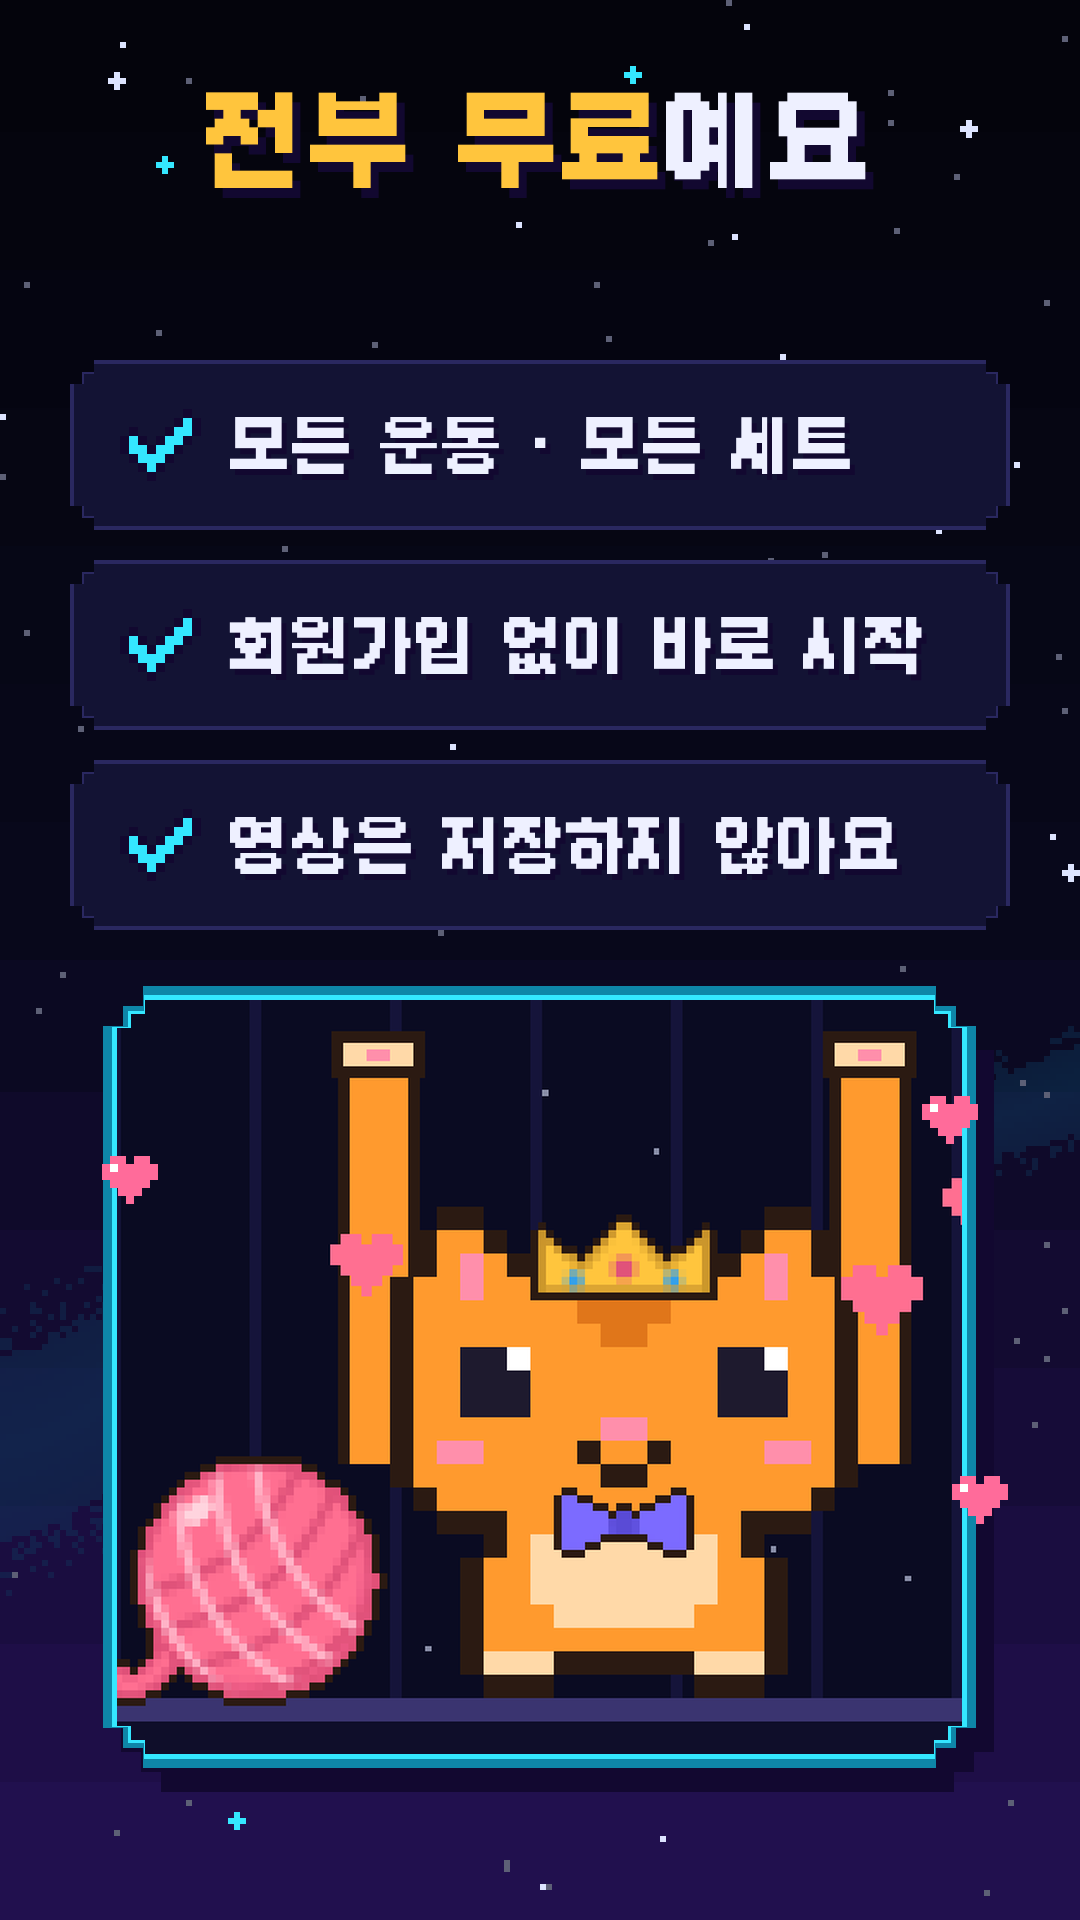 전부 무료예요
모든 운동 · 모든 세트
회원가입 없이 바로 시작
영상은 저장하지 않아요